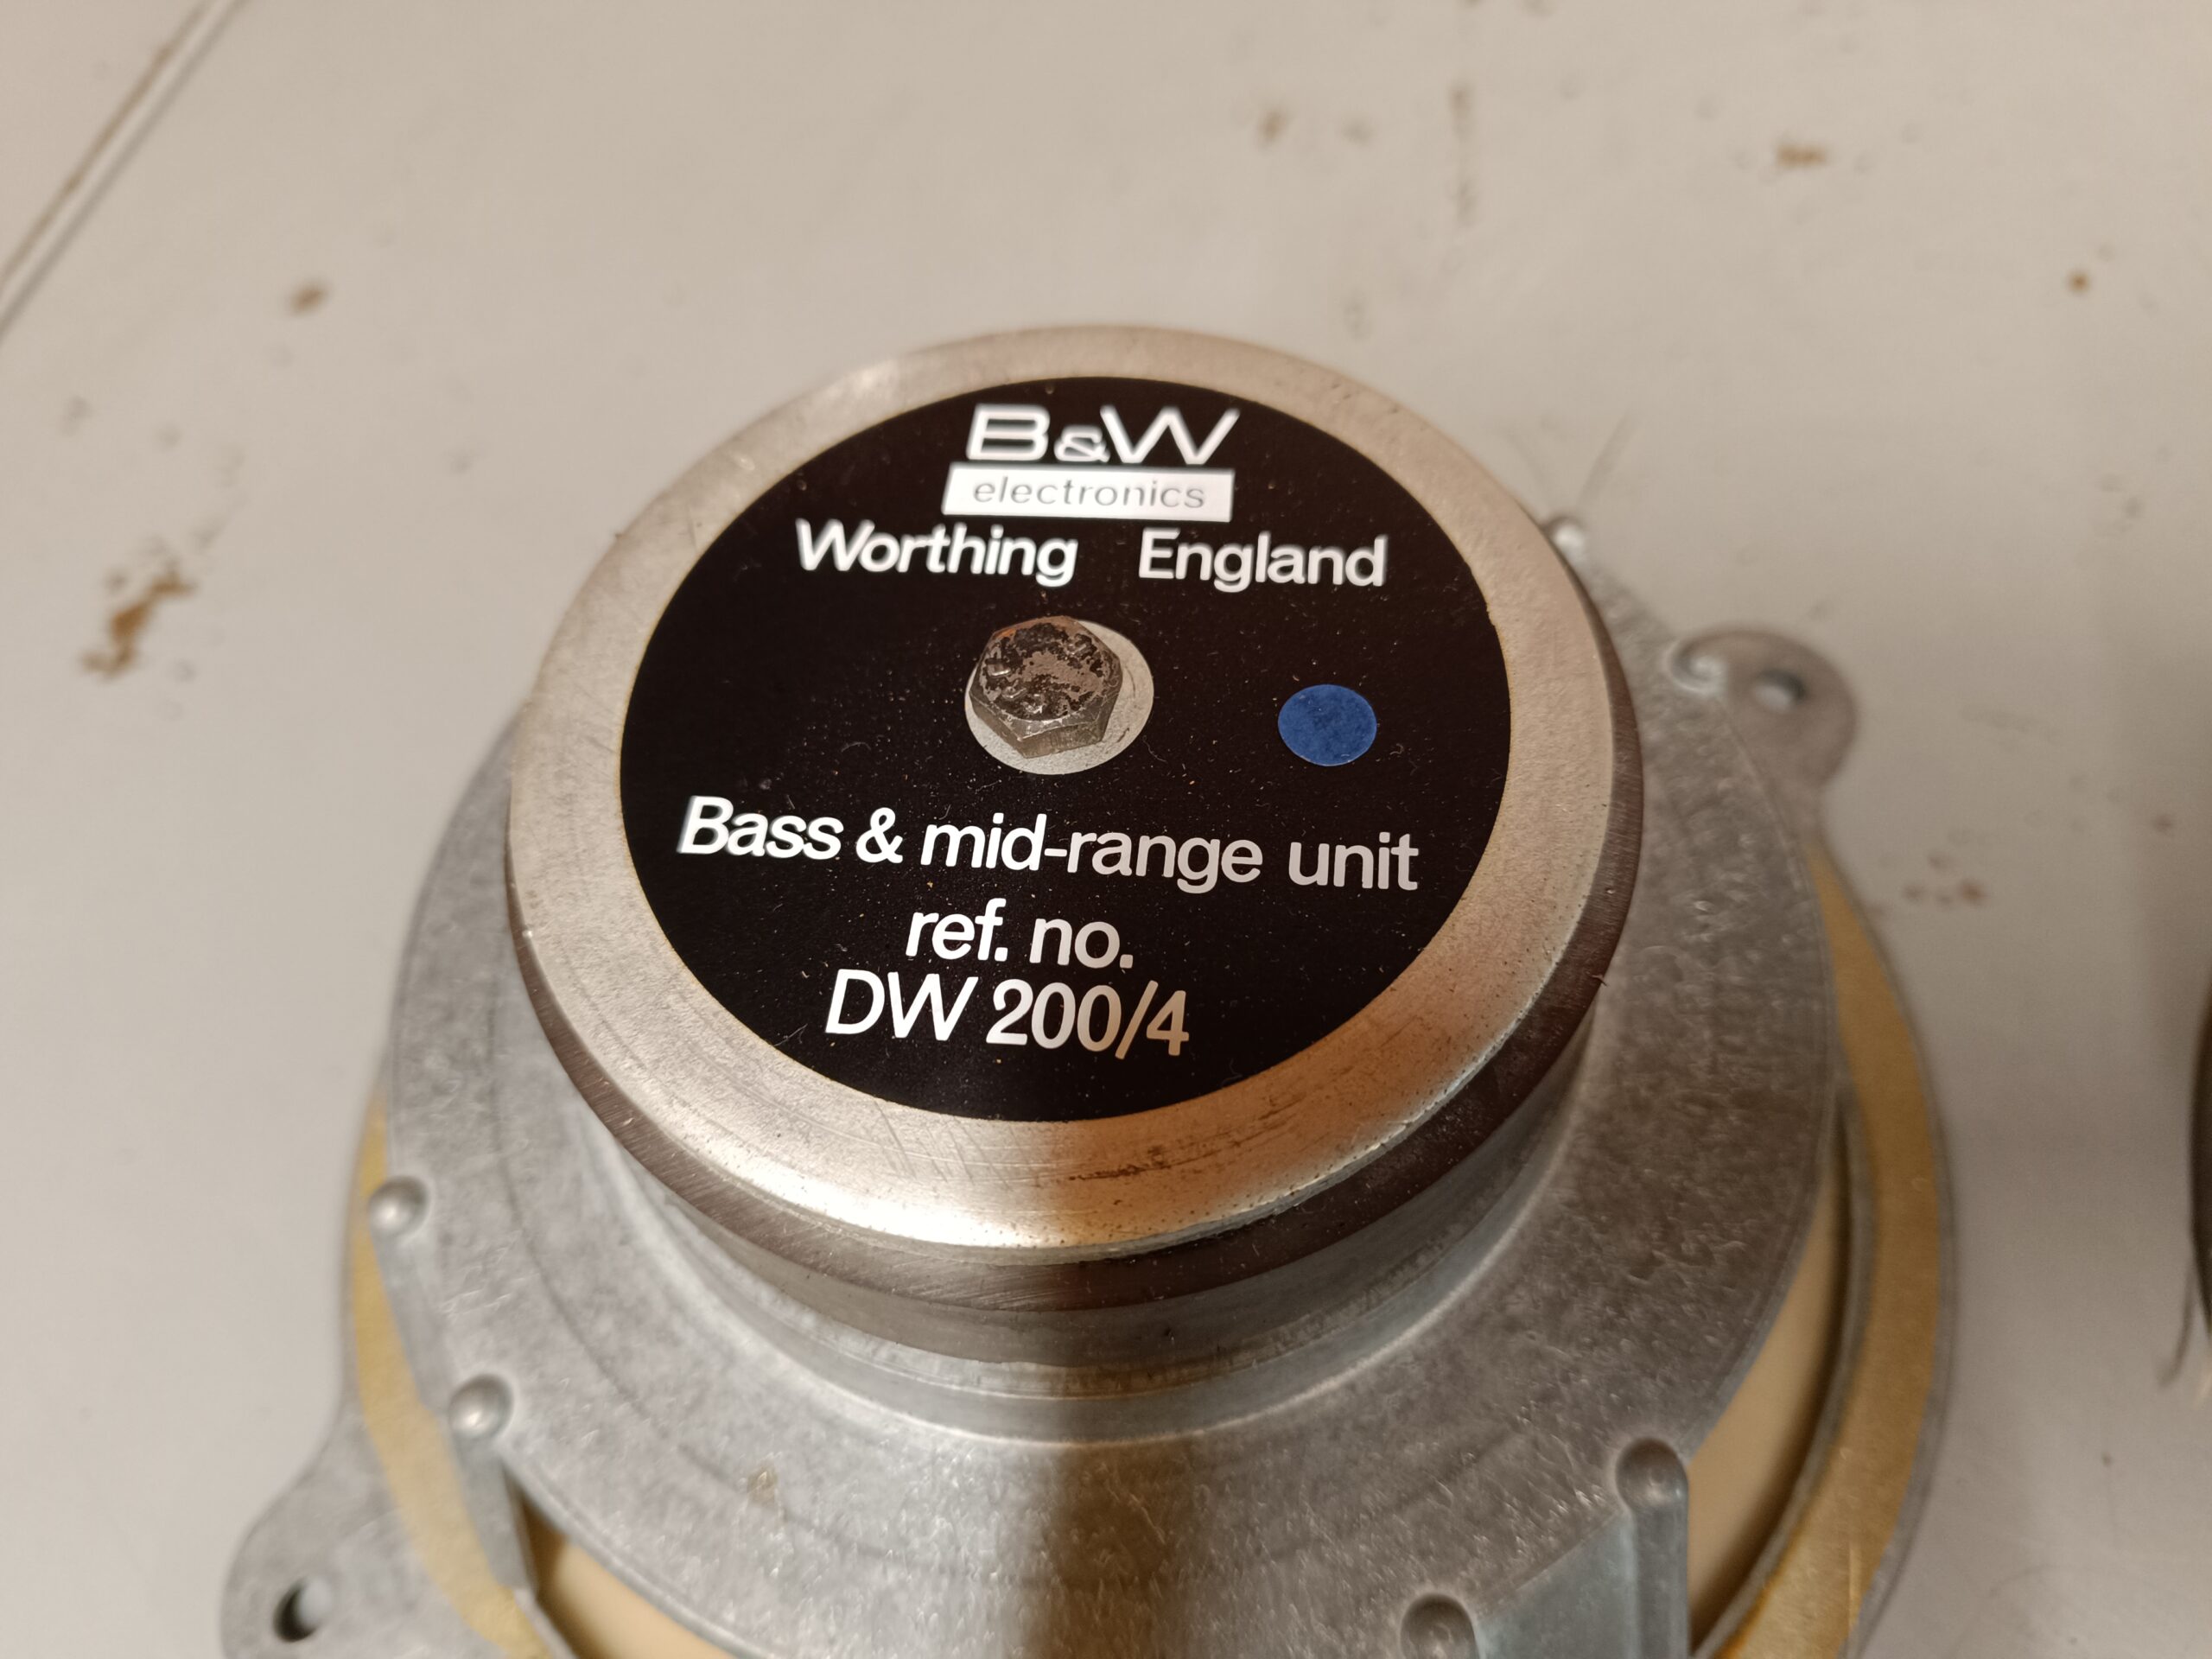 B&W
electronics
Worthing England
Bass & mid-range unit
ref. no.
DW 200/4